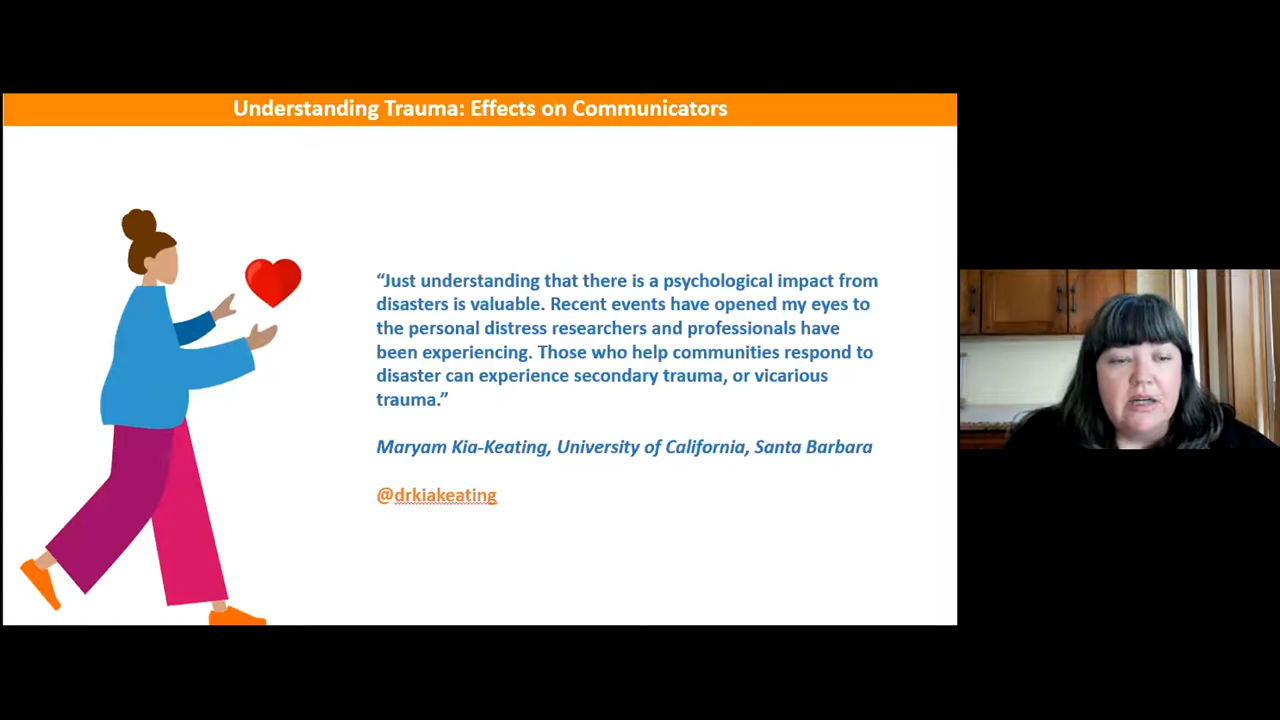 Understanding Trauma: Effects on Communicators
“Just understanding that there is a psychological impact from
disasters is valuable. Recent events have opened my eyes to
the personal distress researchers and professionals have
been experiencing. Those who help communities respond to
disaster can experience secondary trauma, or vicarious
trauma.”
Maryam Kia-Keating, University of California, Santa Barbara
@drkiakeating